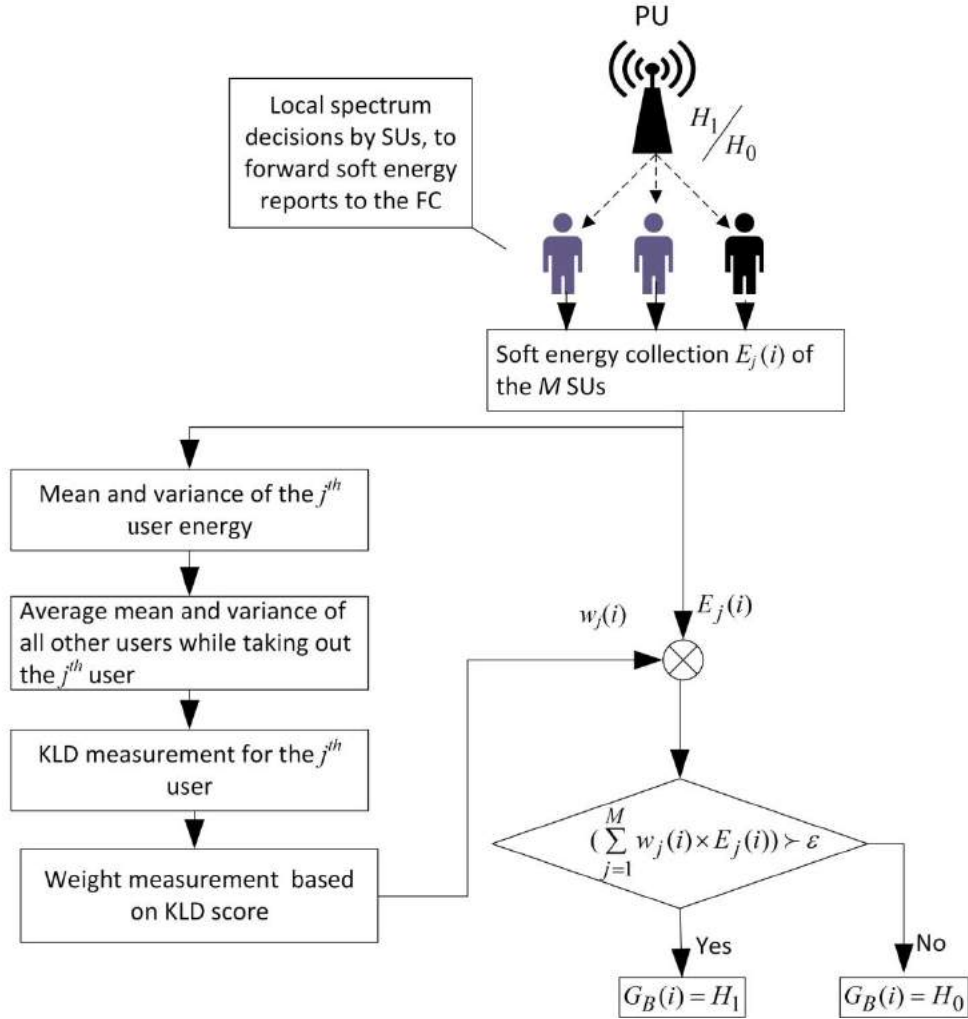 PU
Local spectrum
decisions by SUs, to
forward soft energy
reports to the FC
H₁/H₀
Soft energy collection Eⱼ(i) of
the M SUs
Mean and variance of the jᵗʰ
user energy
Average mean and variance of
all other users while taking out
the jᵗʰ user
KLD measurement for the jᵗʰ
user
Weight measurement based
on KLD score
wⱼ(i)
Eⱼ(i)
(∑_{j=1}^{M} wⱼ(i) × Eⱼ(i)) ≻ ε
Yes
No
G_B(i) = H₁
G_B(i) = H₀